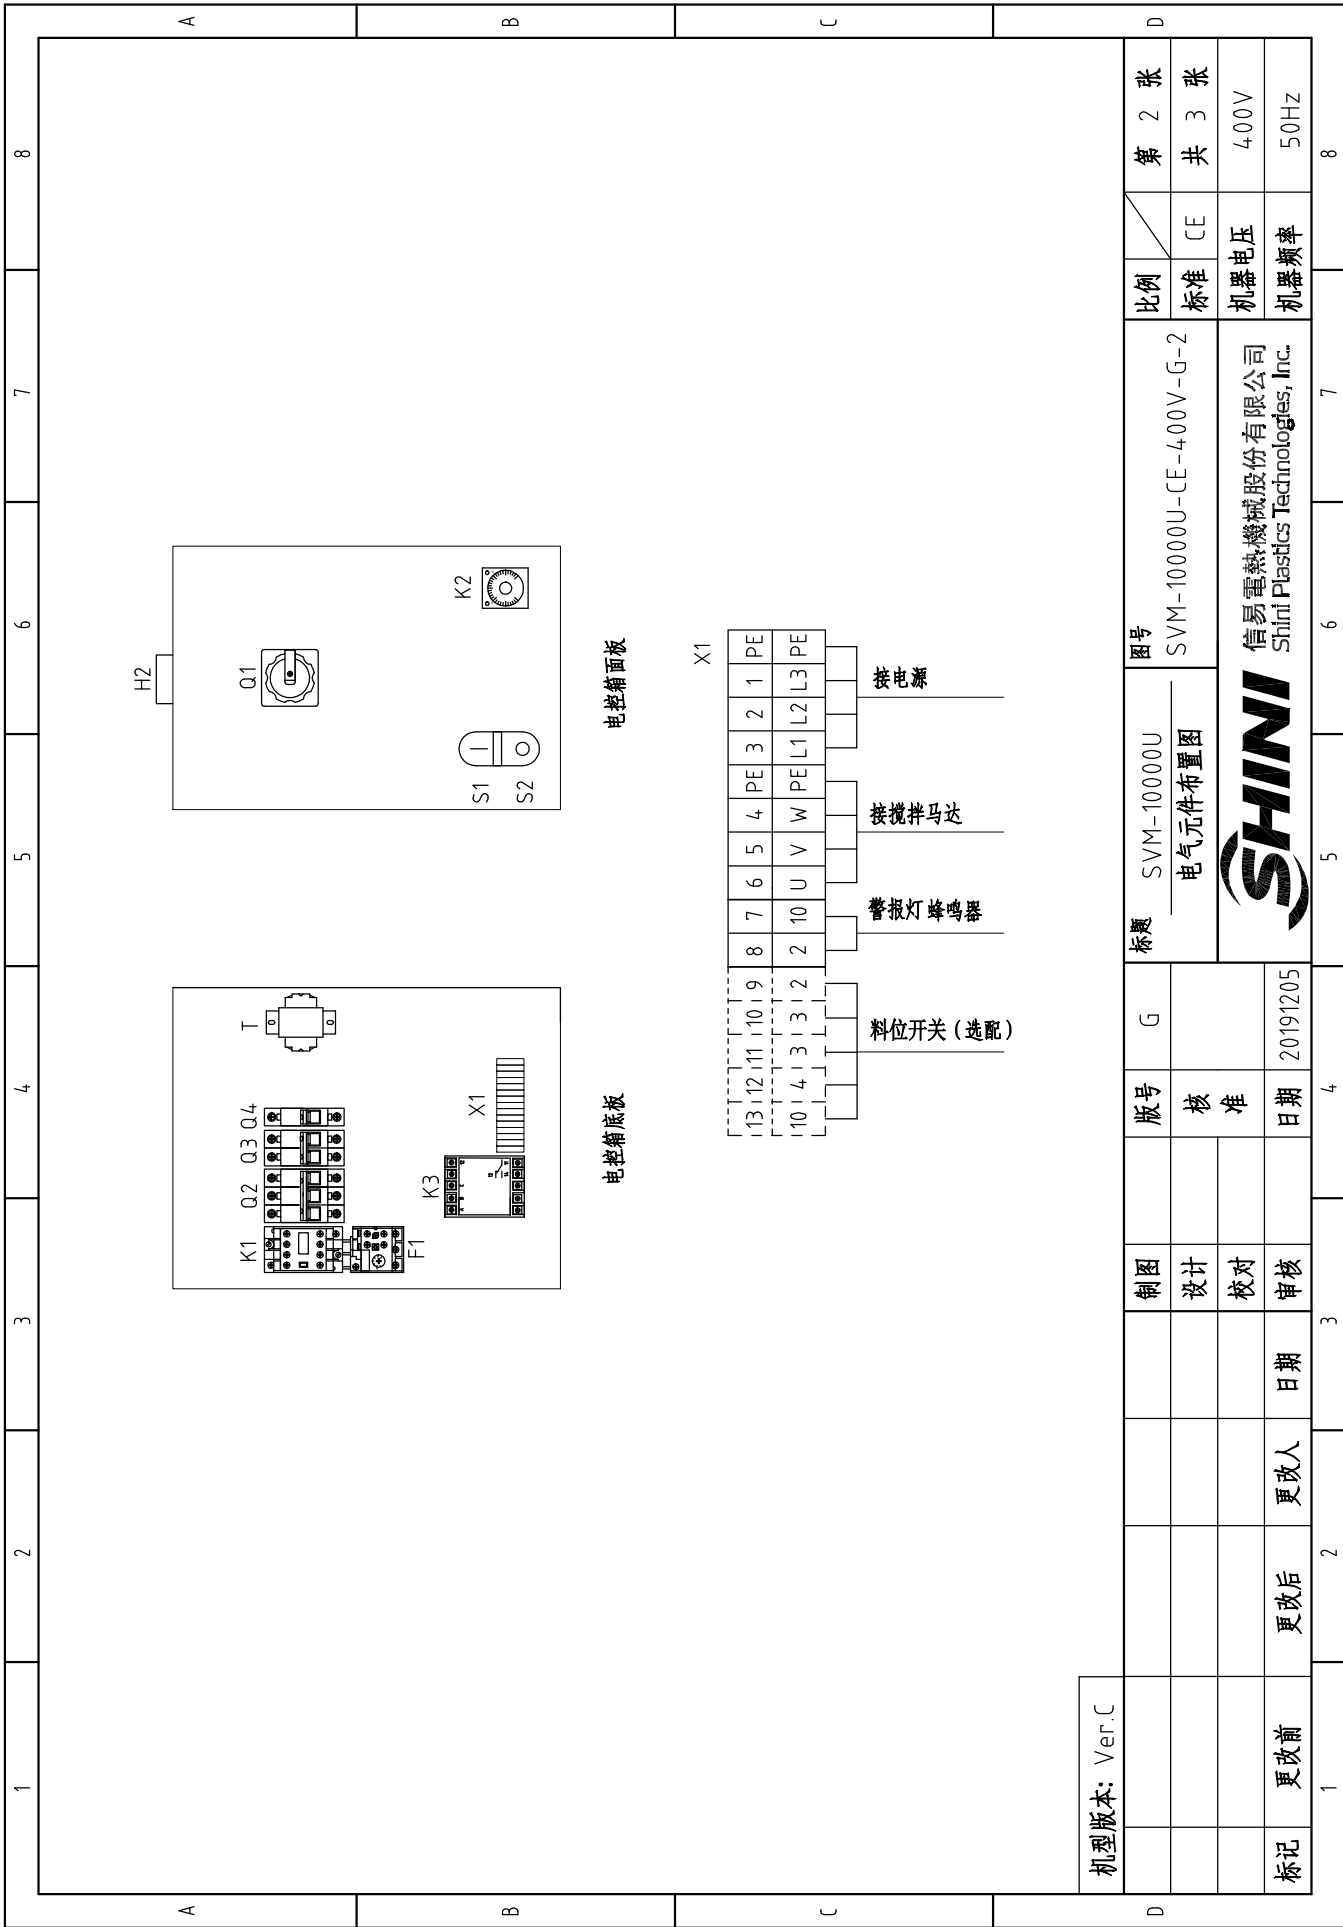 1 2 3 4 5 6 7 8
A A
H2
K1 Q2 Q3 Q4 T
Q1
F1
B B
K3 X1
S1 K2
S2
电控箱底板
电控箱面板
X1
13 12 11 10 9 8 7 6 5 4 PE 3 2 1 PE
10 4 3 3 2 2 10 U V W PE L1 L2 L3 PE
C C
料位开关(选配)
警报灯 蜂鸣器
接搅拌马达
接电源
机型版本: Ver.C
D D
制图
版号 G
标题
SVM-10000U
电气元件布置图
图号
SVM-10000U-CE-400V-G-2
比例
第 2 张
设计
核准
标准 CE
共 3 张
校对
SHINI
信易電熱機械股份有限公司
Shini Plastics Technologies, Inc.
机器电压 400V
标记 更改前 更改后 更改人 日期 审核 日期 20191205
机器频率 50Hz
1 2 3 4 5 6 7 8